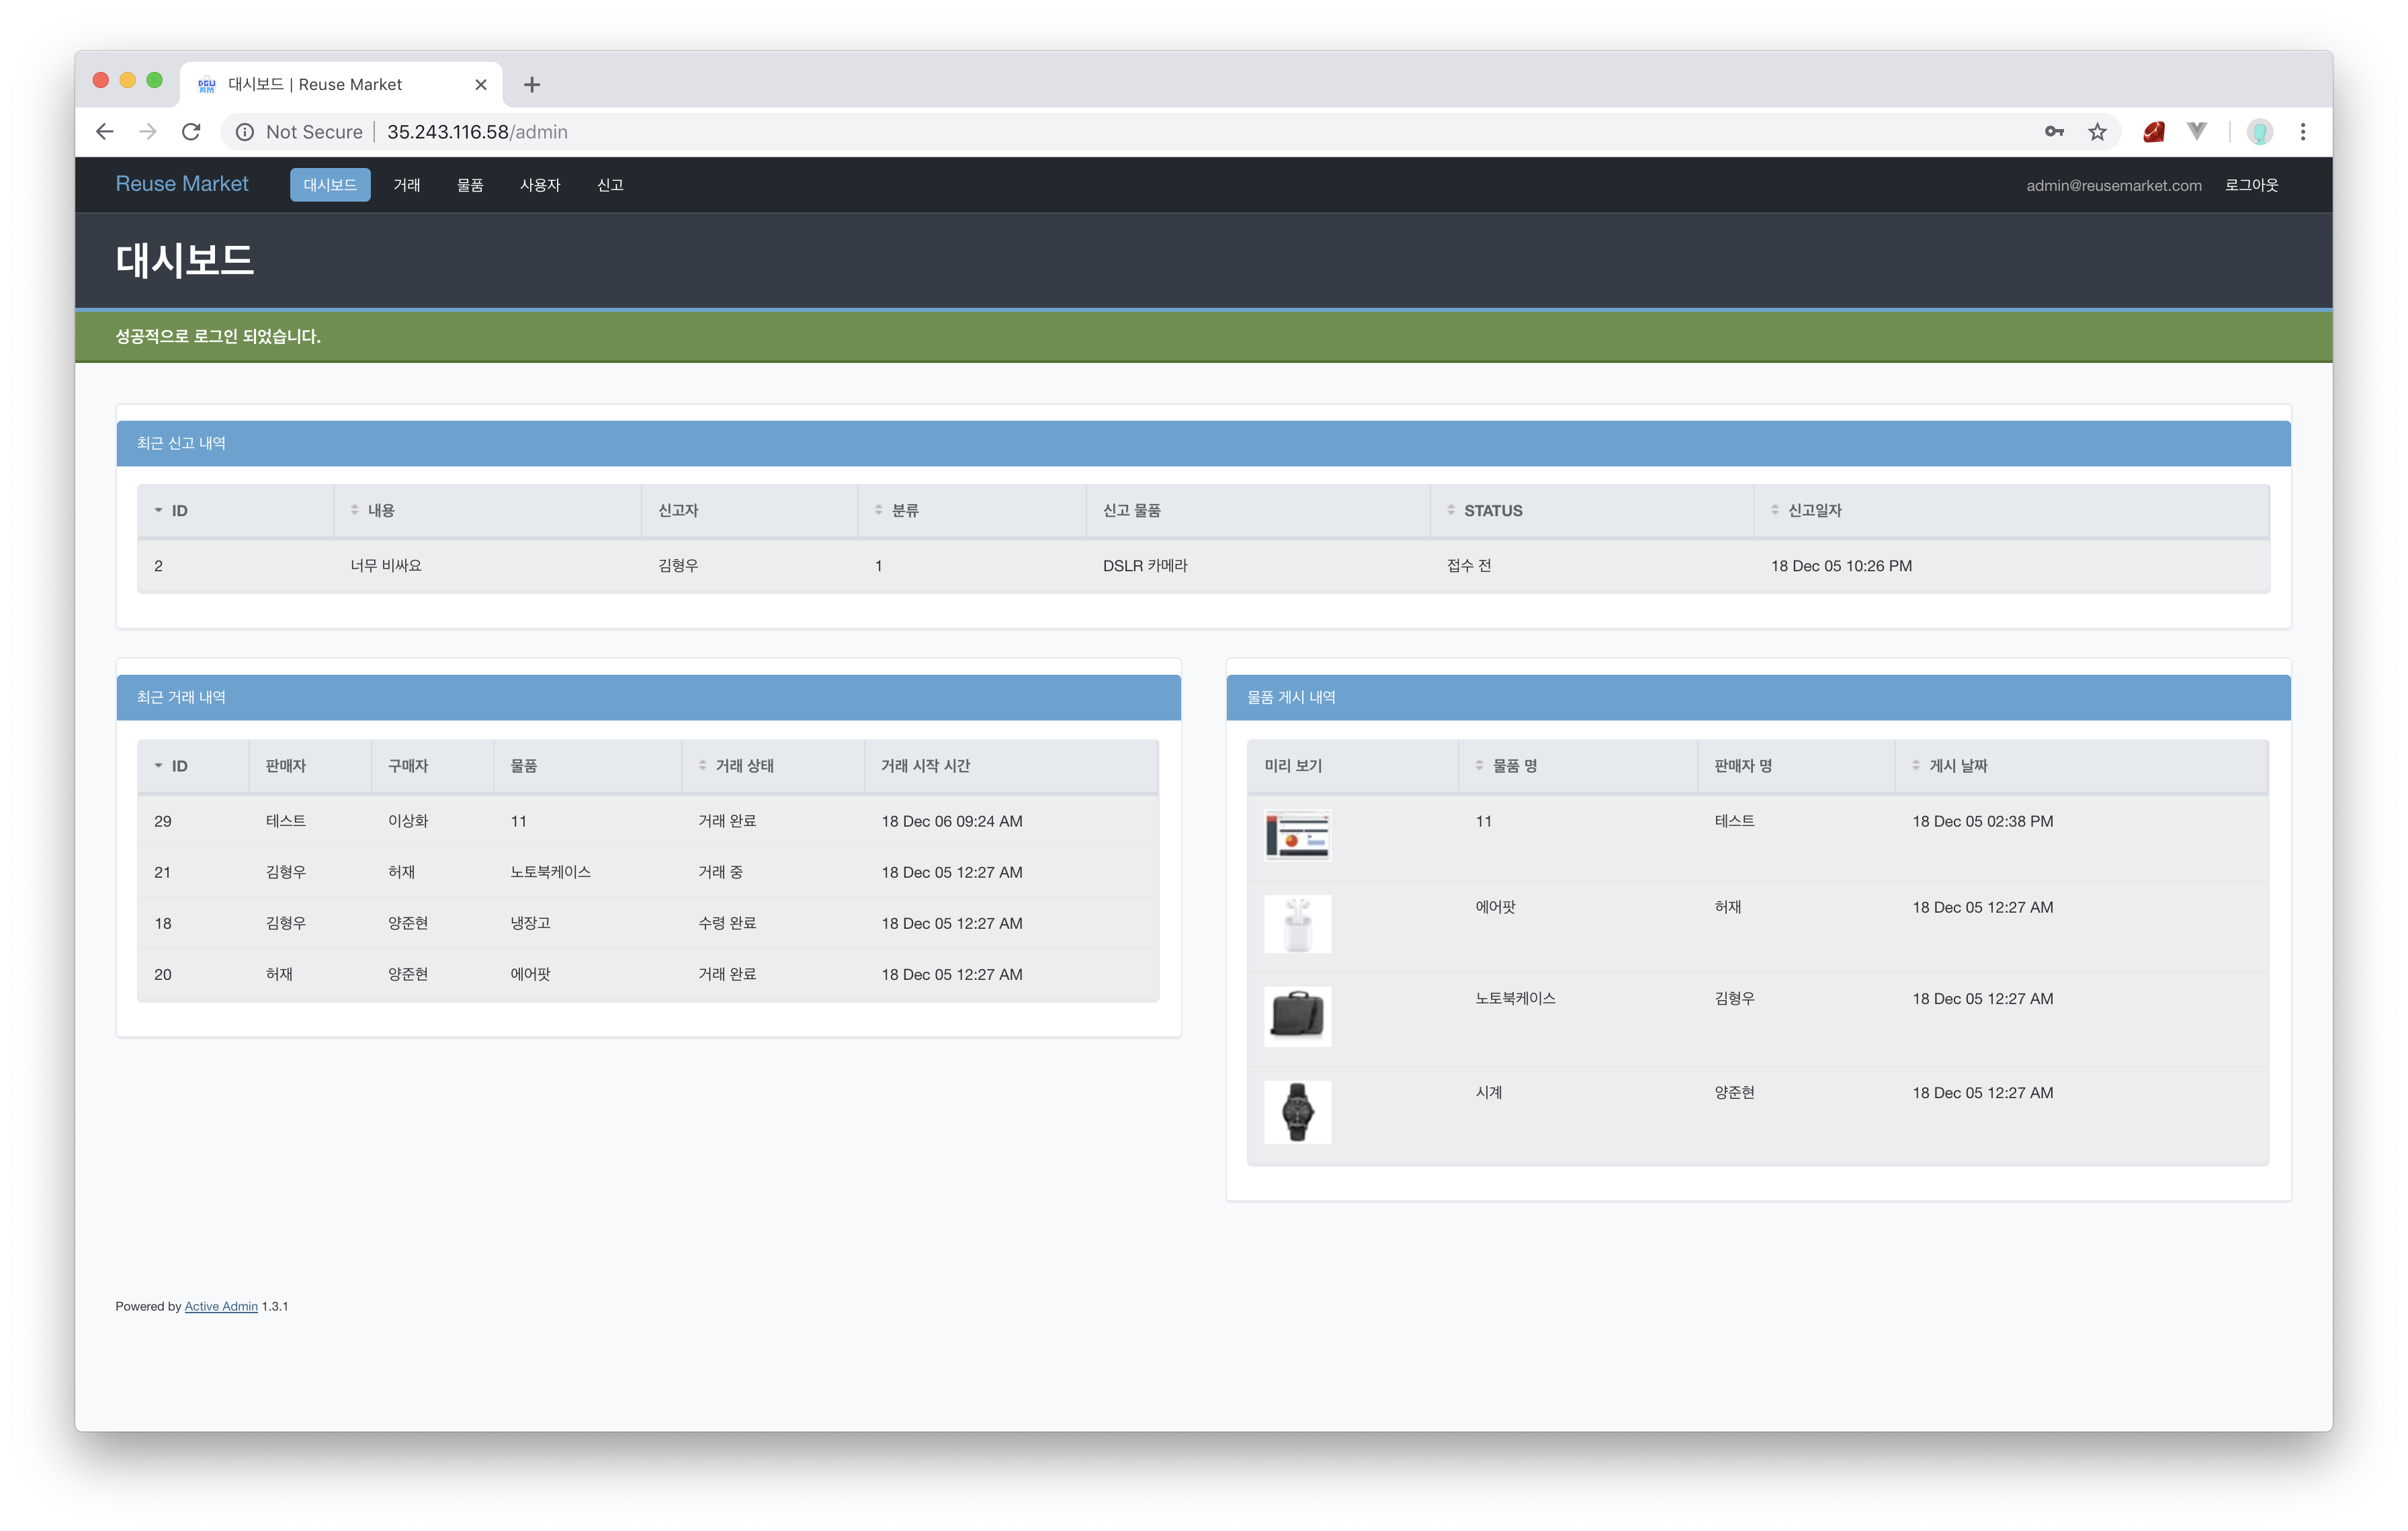 대시보드 | Reuse Market
Not Secure | 35.243.116.58/admin
Reuse Market 대시보드 거래 물품 사용자 신고 admin@reusemarket.com 로그아웃
대시보드
성공적으로 로그인 되었습니다.
최근 신고 내역
ID 내용 신고자 분류 신고 물품 STATUS 신고일자
2 너무 비싸요 김형우 1 DSLR 카메라 접수 전 18 Dec 05 10:26 PM
최근 거래 내역
ID 판매자 구매자 물품 거래 상태 거래 시작 시간
29 테스트 이상화 11 거래 완료 18 Dec 06 09:24 AM
21 김형우 허재 노토북케이스 거래 중 18 Dec 05 12:27 AM
18 김형우 양준현 냉장고 수령 완료 18 Dec 05 12:27 AM
20 허재 양준현 에어팟 거래 완료 18 Dec 05 12:27 AM
물품 게시 내역
미리 보기 물품 명 판매자 명 게시 날짜
11 테스트 18 Dec 05 02:38 PM
에어팟 허재 18 Dec 05 12:27 AM
노토북케이스 김형우 18 Dec 05 12:27 AM
시계 양준현 18 Dec 05 12:27 AM
Powered by Active Admin 1.3.1